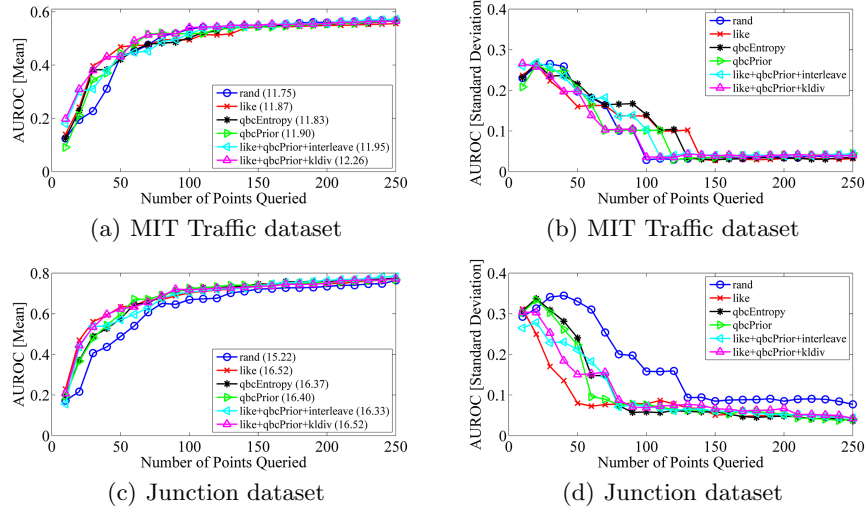 AUROC [Mean]
0.6
0.4
0.2
0
0 50 100 150 200 250
Number of Points Queried
rand (11.75)
like (11.87)
qbcEntropy (11.83)
qbcPrior (11.90)
like+qbcPrior+interleave (11.95)
like+qbcPrior+kldiv (12.26)
(a) MIT Traffic dataset
AUROC [Standard Deviation]
0.4
0.3
0.2
0.1
0
0 50 100 150 200 250
Number of Points Queried
rand
like
qbcEntropy
qbcPrior
like+qbcPrior+interleave
like+qbcPrior+kldiv
(b) MIT Traffic dataset
AUROC [Mean]
0.8
0.6
0.4
0.2
0
0 50 100 150 200 250
Number of Points Queried
rand (15.22)
like (16.52)
qbcEntropy (16.37)
qbcPrior (16.40)
like+qbcPrior+interleave (16.33)
like+qbcPrior+kldiv (16.52)
(c) Junction dataset
AUROC [Standard Deviation]
0.4
0.3
0.2
0.1
0
0 50 100 150 200 250
Number of Points Queried
rand
like
qbcEntropy
qbcPrior
like+qbcPrior+interleave
like+qbcPrior+kldiv
(d) Junction dataset